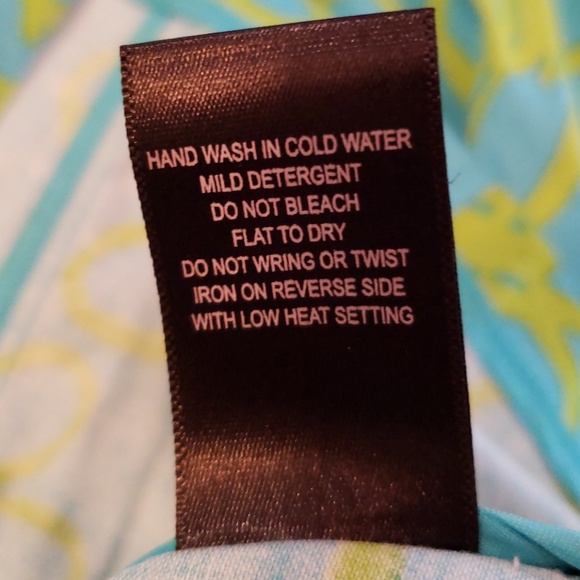 HAND WASH IN COLD WATER
MILD DETERGENT
DO NOT BLEACH
FLAT TO DRY
DO NOT WRING OR TWIST
IRON ON REVERSE SIDE
WITH LOW HEAT SETTING